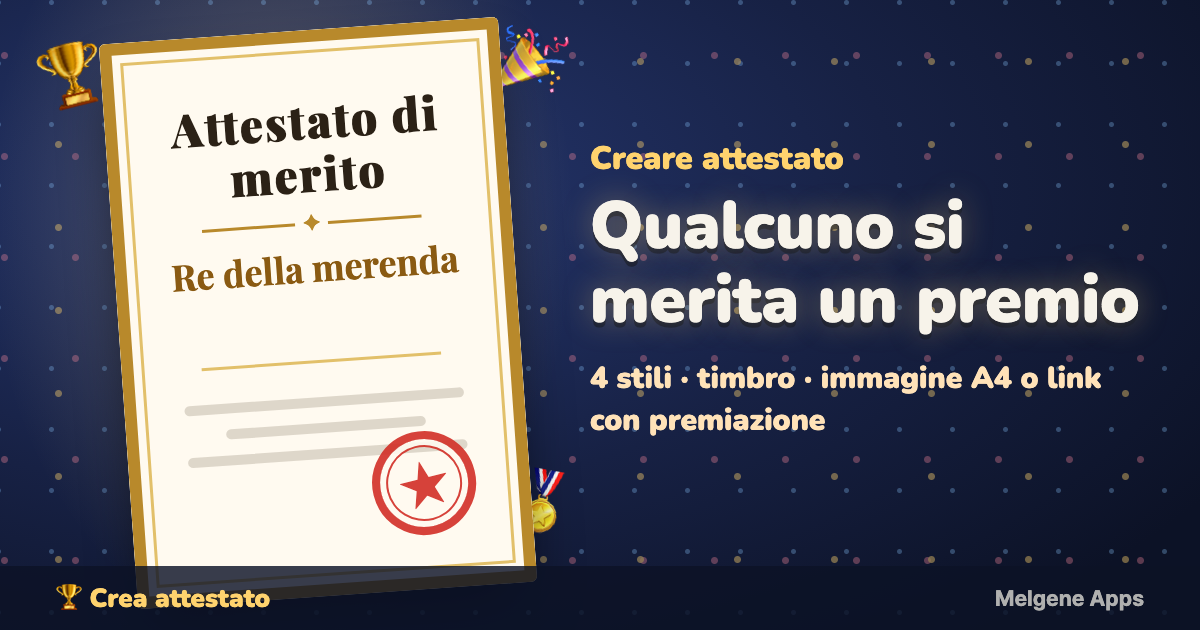 Attestato di
merito
Re della merenda
Creare attestato
Qualcuno si
merita un premio
4 stili · timbro · immagine A4 o link
con premiazione
Crea attestato
Melgene Apps